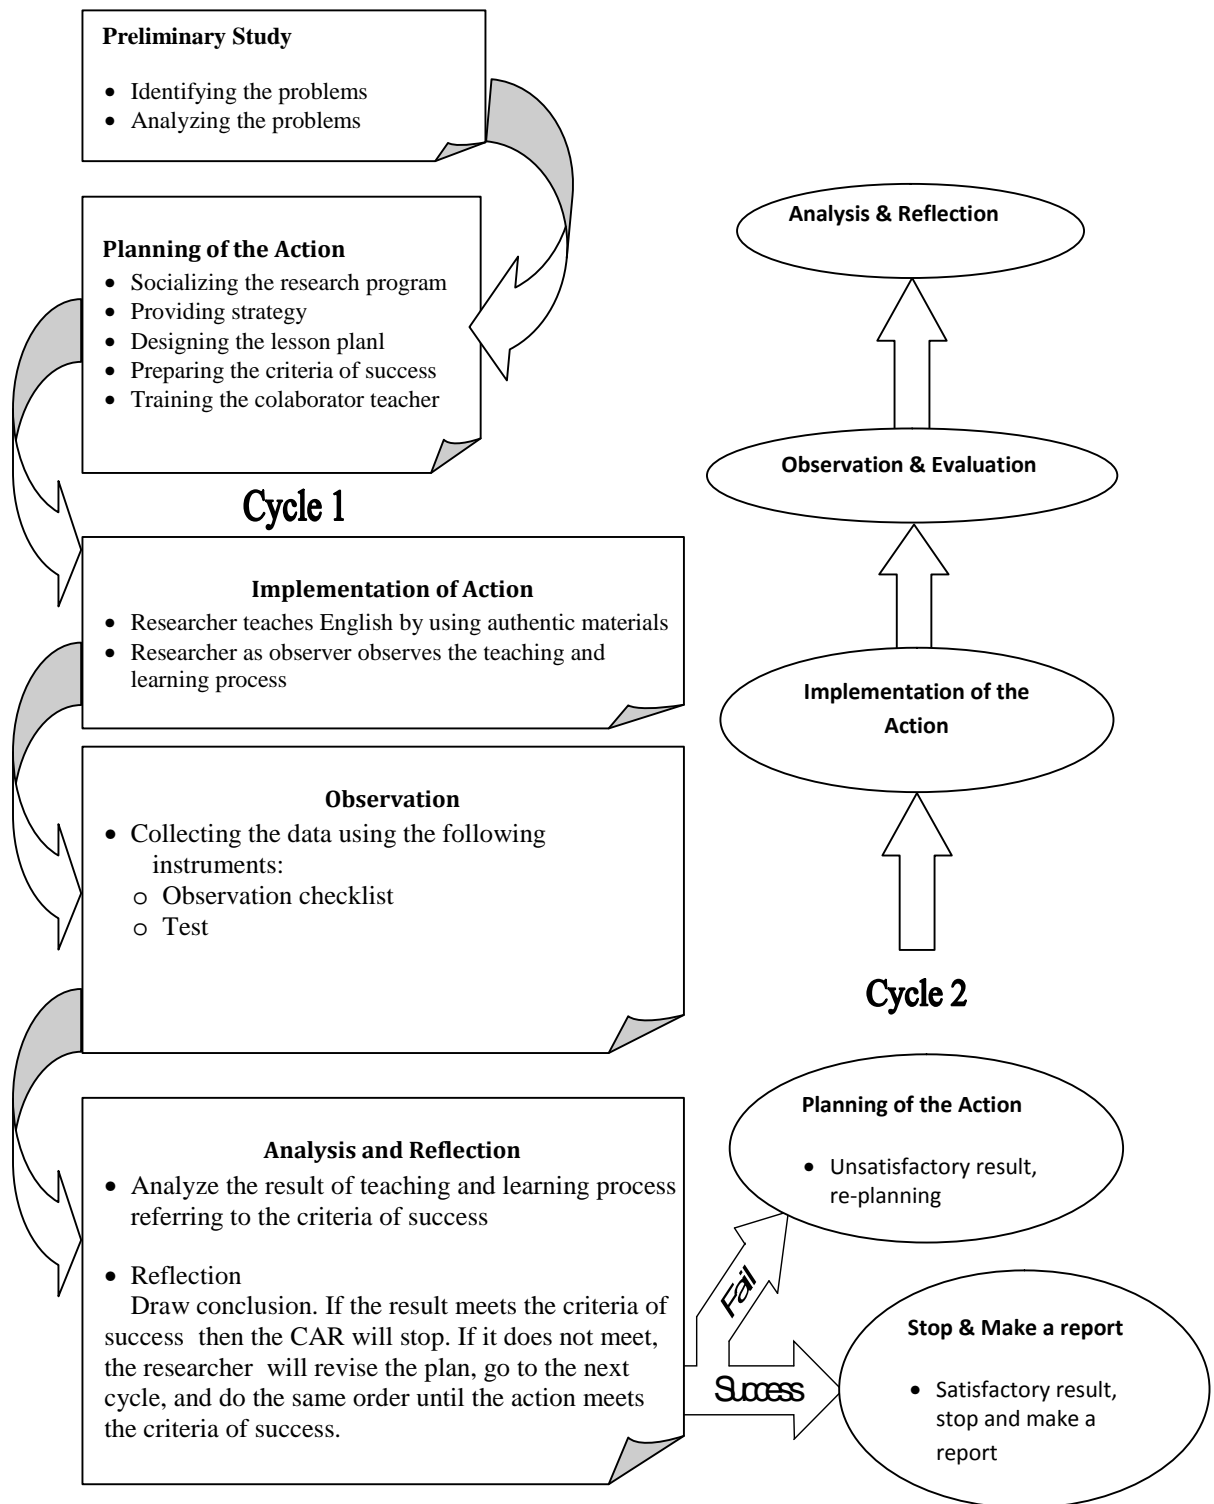 Preliminary Study
• Identifying the problems
• Analyzing the problems
Planning of the Action
• Socializing the research program
• Providing strategy
• Designing the lesson planl
• Preparing the criteria of success
• Training the colaborator teacher
Cycle 1
Implementation of Action
• Researcher teaches English by using authentic materials
• Researcher as observer observes the teaching and
learning process
Observation
• Collecting the data using the following
instruments:
o Observation checklist
o Test
Analysis and Reflection
• Analyze the result of teaching and learning process
referring to the criteria of success
• Reflection
Draw conclusion. If the result meets the criteria of
success then the CAR will stop. If it does not meet,
the researcher will revise the plan, go to the next
cycle, and do the same order until the action meets
the criteria of success.
Fail
Success
Analysis & Reflection
Observation & Evaluation
Implementation of the
Action
Cycle 2
Planning of the Action
• Unsatisfactory result,
re-planning
Stop & Make a report
• Satisfactory result,
stop and make a
report